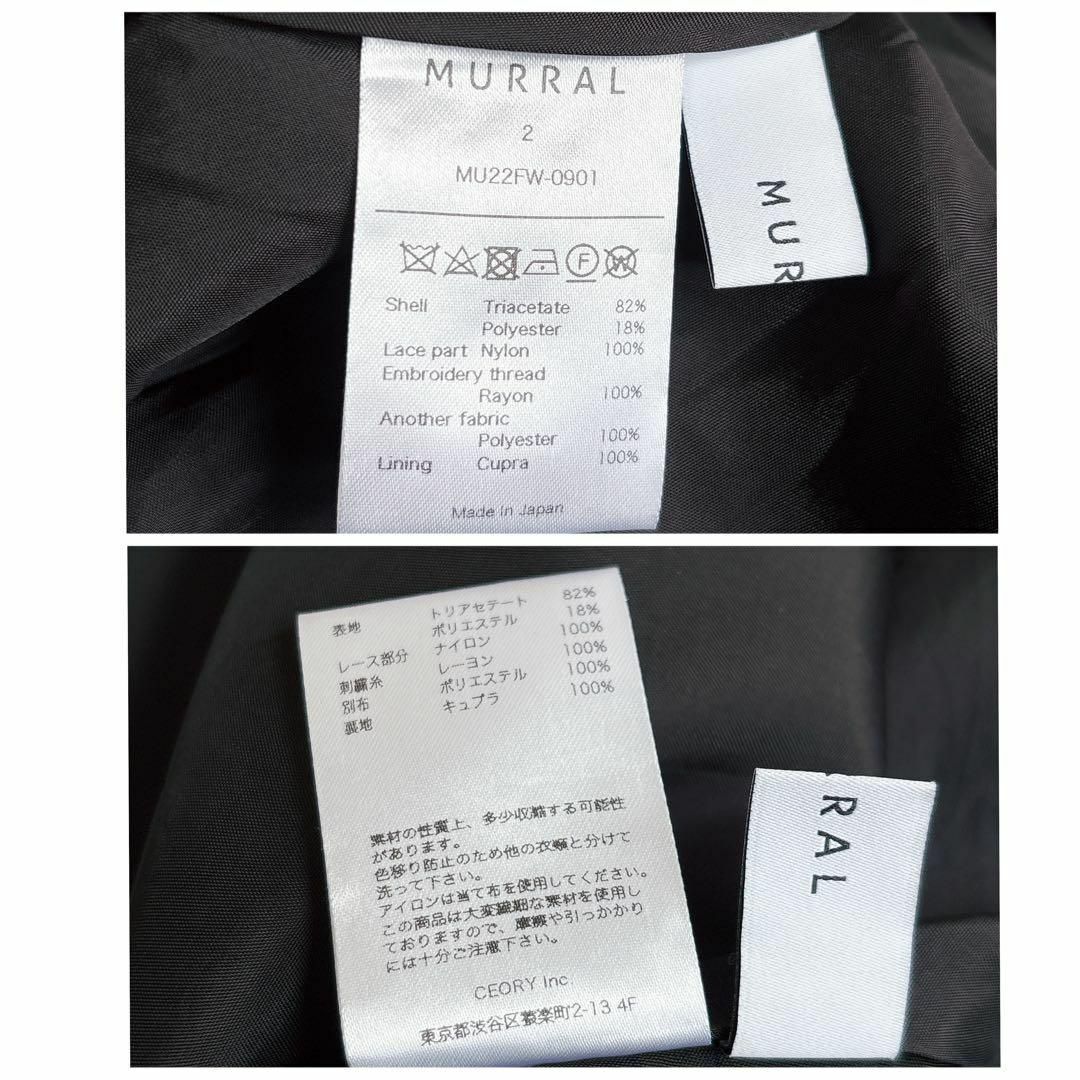 MURRAL
2
MU22FW-0901
F W
Shell Triacetate 82%
Polyester 18%
Lace part Nylon 100%
Embroidery thread
Rayon 100%
Another fabric
Polyester 100%
Lining Cupra 100%
Made in Japan
MUR
表地 トリアセテート 82%
ポリエステル 18%
レース部分 ナイロン 100%
刺繍糸 レーヨン 100%
別布 ポリエステル 100%
裏地 キュプラ 100%
素材の性質上、多少収縮する可能性
があります。
色移り防止のため他の衣類と分けて
洗って下さい。
アイロンは当て布を使用してください。
この商品は大変繊細な素材を使用し
ておりますので、摩擦や引っかかり
には十分ご注意下さい。
CEORY Inc.
東京都渋谷区猿楽町2-13 4F
RAL